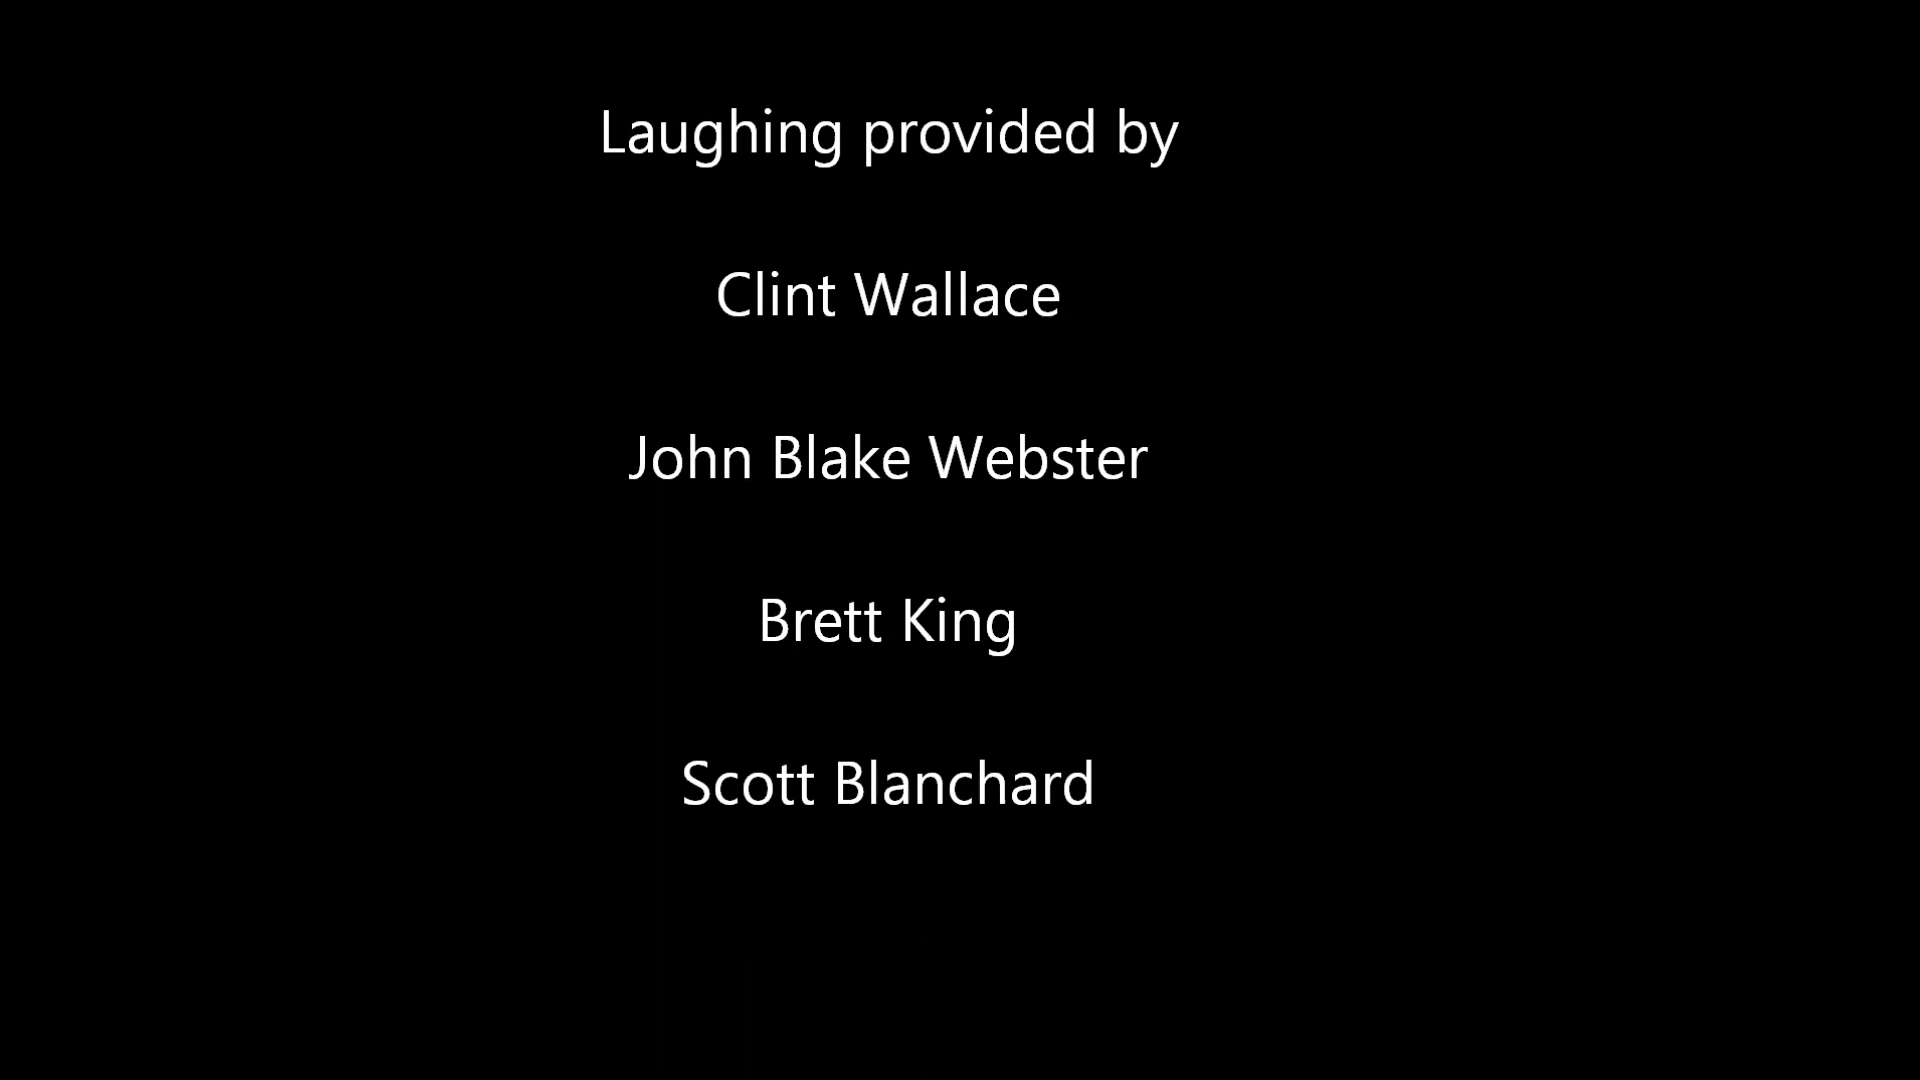 Laughing provided by
Clint Wallace
John Blake Webster
Brett King
Scott Blanchard